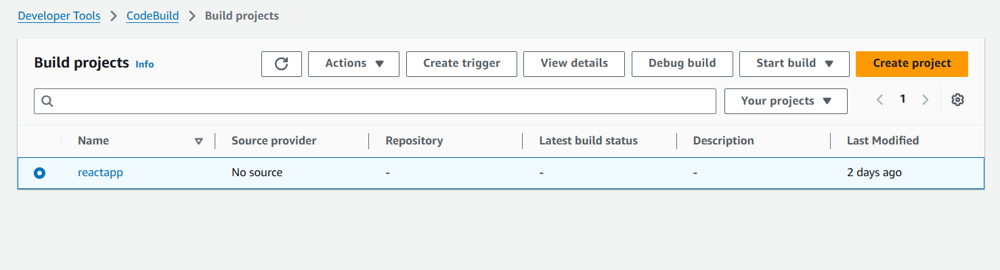 Developer Tools > CodeBuild > Build projects
Build projects Info
Actions
Create trigger
View details
Debug build
Start build
Create project
Your projects
1
Name Source provider Repository Latest build status Description Last Modified
reactapp No source - - - 2 days ago